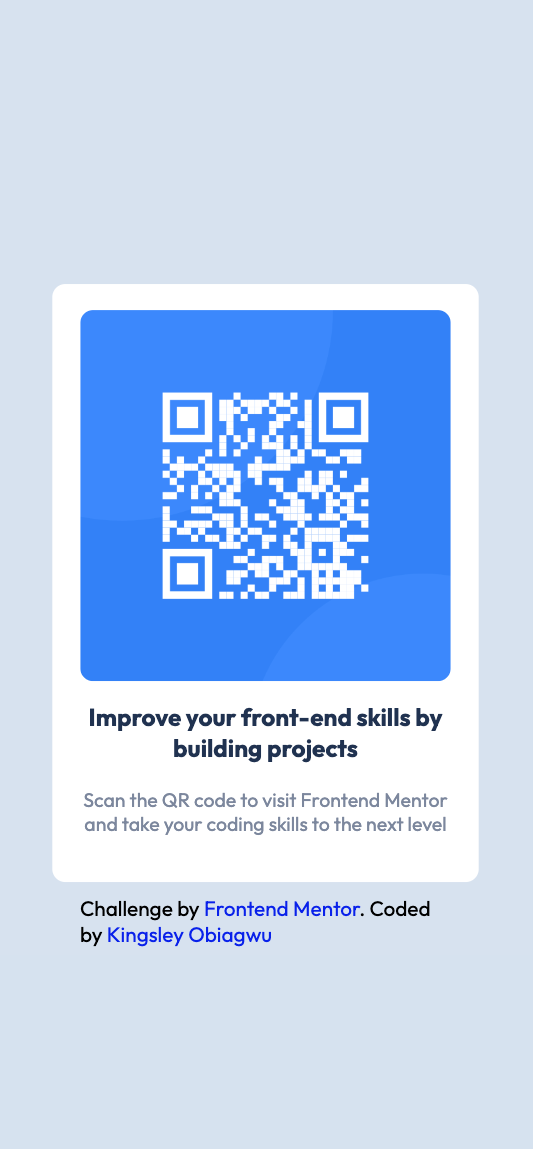 Improve your front-end skills by
building projects
Scan the QR code to visit Frontend Mentor
and take your coding skills to the next level
Challenge by Frontend Mentor. Coded
by Kingsley Obiagwu